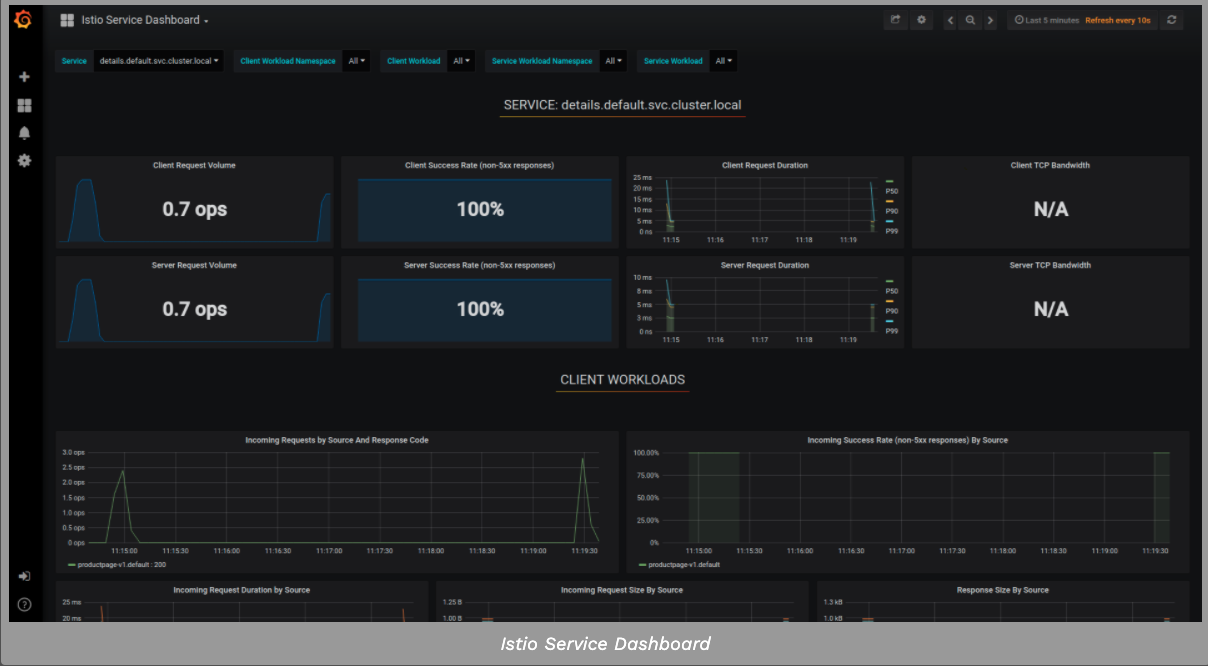 Istio Service Dashboard
Last 5 minutes Refresh every 10s
Service details.default.svc.cluster.local Client Workload Namespace All Client Workload All Service Workload Namespace All Service Workload All
SERVICE: details.default.svc.cluster.local
Client Request Volume
0.7 ops
Client Success Rate (non-5xx responses)
100%
Client Request Duration
25 ms
20 ms
15 ms
10 ms
5 ms
0 ns
11:15 11:16 11:17 11:18 11:19
P50
P90
P99
Client TCP Bandwidth
N/A
Server Request Volume
0.7 ops
Server Success Rate (non-5xx responses)
100%
Server Request Duration
10 ms
8 ms
5 ms
3 ms
0 ns
11:15 11:16 11:17 11:18 11:19
P50
P90
P99
Server TCP Bandwidth
N/A
CLIENT WORKLOADS
Incoming Requests by Source And Response Code
3.0 ops
2.5 ops
2.0 ops
1.5 ops
1.0 ops
0.5 ops
0 ops
11:15:00 11:15:30 11:16:00 11:16:30 11:17:00 11:17:30 11:18:00 11:18:30 11:19:00 11:19:30
productpage-v1.default : 200
Incoming Success Rate (non-5xx responses) By Source
100.00%
75.00%
50.00%
25.00%
0%
11:15:00 11:15:30 11:16:00 11:16:30 11:17:00 11:17:30 11:18:00 11:18:30 11:19:00 11:19:30
productpage-v1.default
Incoming Request Duration by Source
25 ms
20 ms
Incoming Request Size By Source
1.25 B
1.00 B
Response Size By Source
1.3 kB
1.0 kB
Istio Service Dashboard